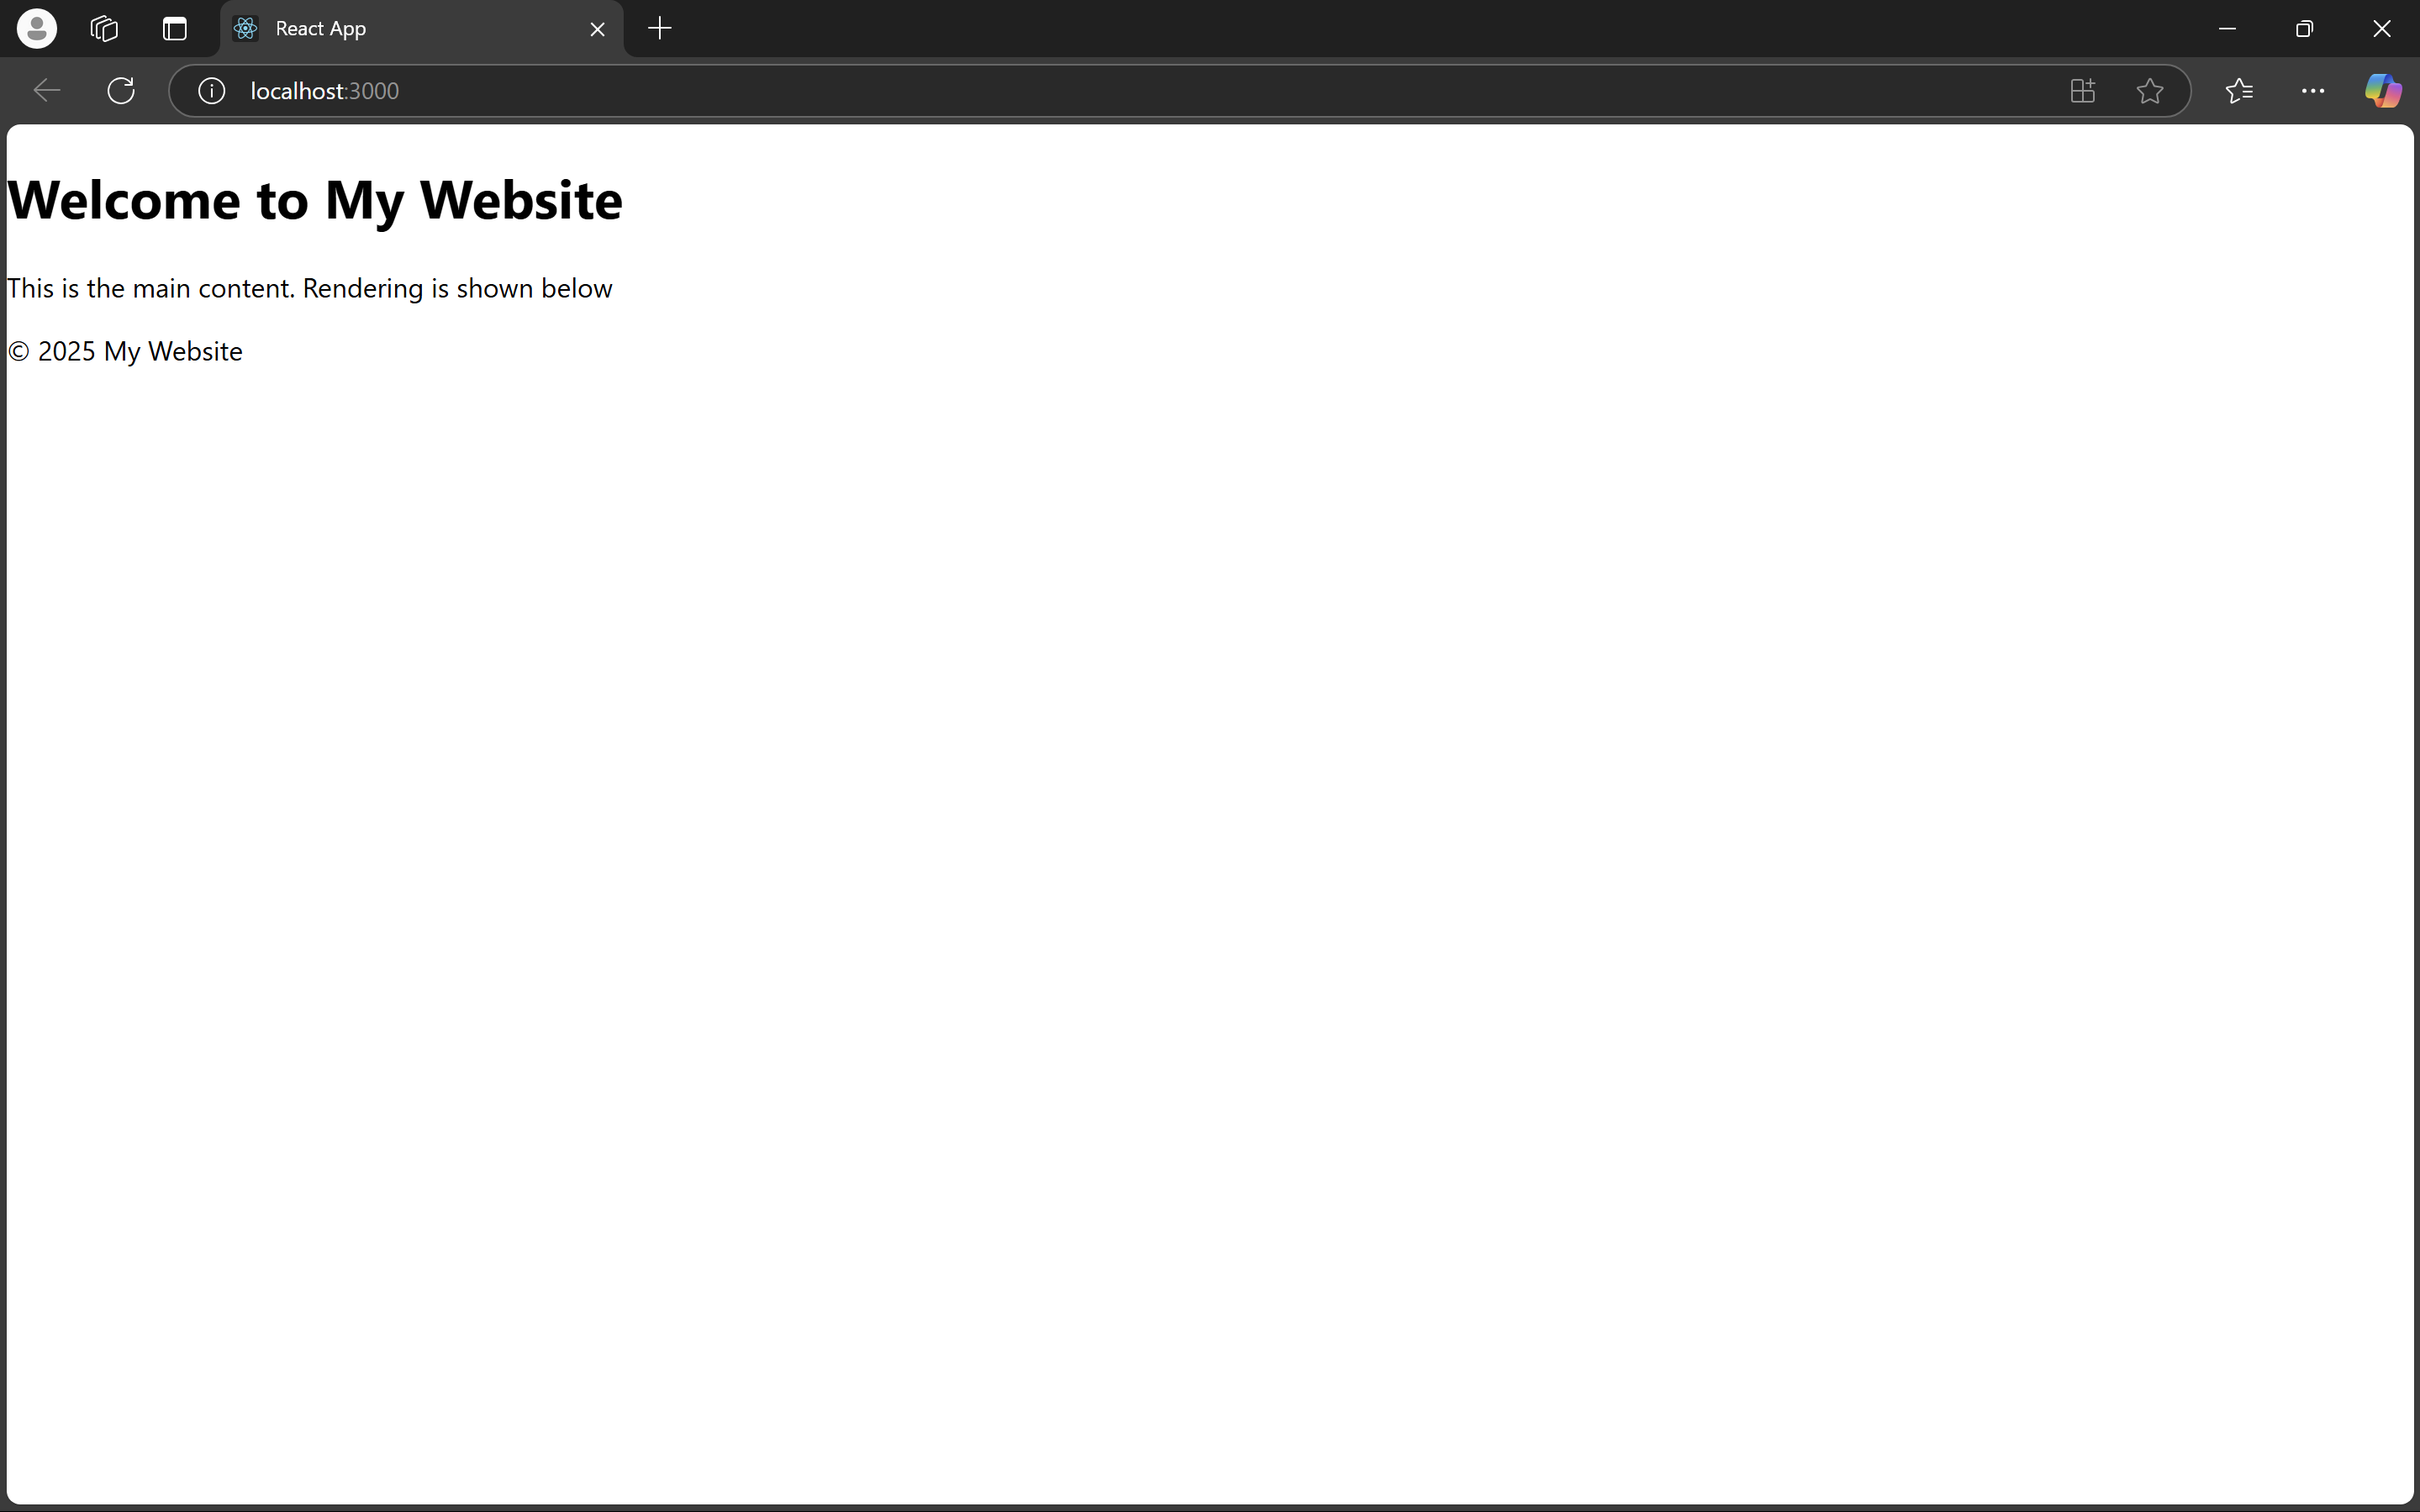 React App
localhost:3000
Welcome to My Website
This is the main content. Rendering is shown below
© 2025 My Website